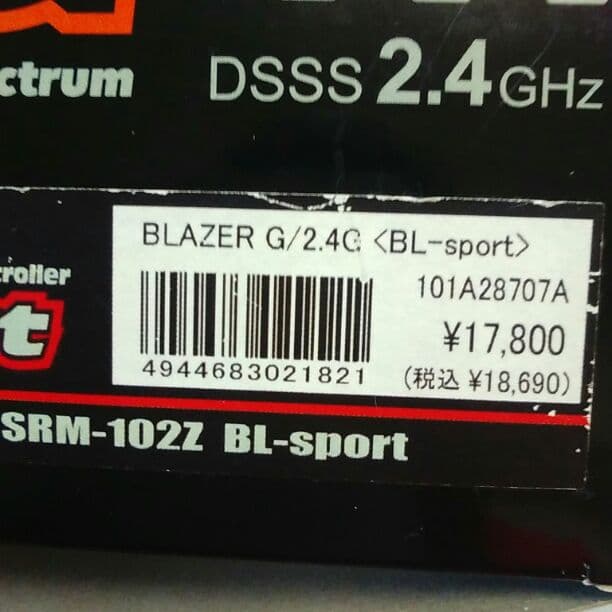 ctrum
DSSS 2.4GHz
BLAZER G/2.4G <BL-sport>
101A28707A
¥17,800
4944683021821
(税込 ¥18,690)
troller
t
SRM-102Z BL-sport